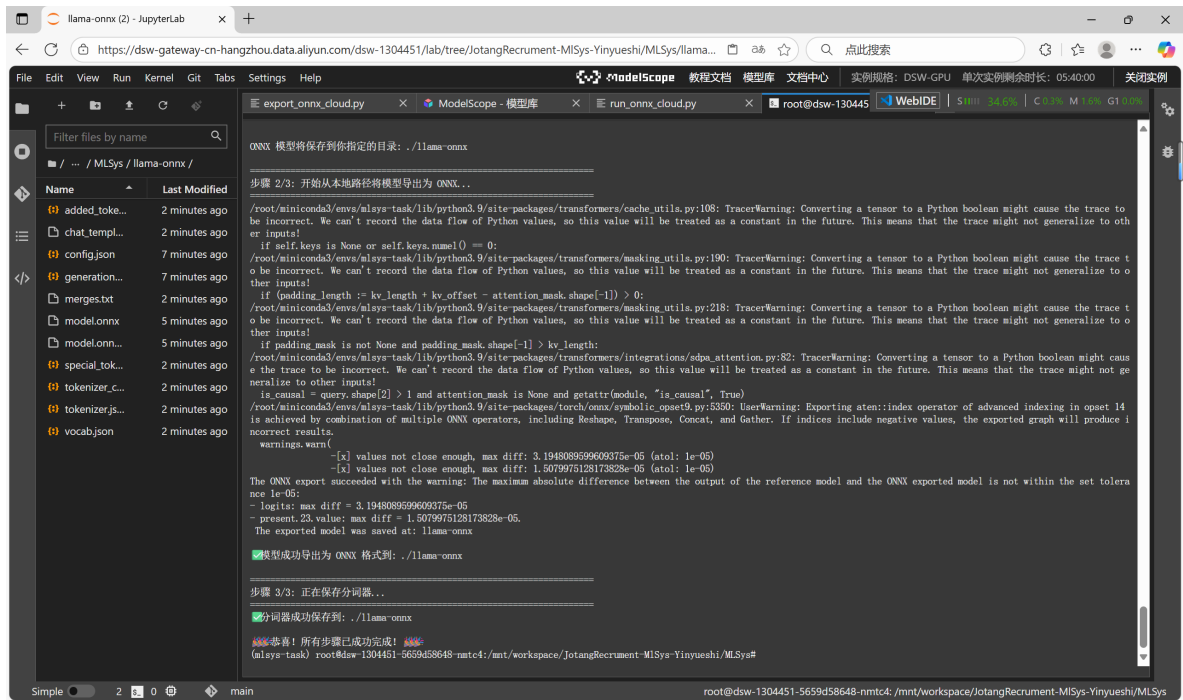 llama-onnx (2) - JupyterLab
https://dsw-gateway-cn-hangzhou.data.aliyun.com/dsw-1304451/lab/tree/JotangRecrument-MlSys-Yinyueshi/MLSys/llama...
点此搜索
File Edit View Run Kernel Git Tabs Settings Help
ModelScope 教程文档 模型库 文档中心 实例规格：DSW-GPU 单次实例剩余时长：05:40:00 关闭实例
export_onnx_cloud.py
ModelScope - 模型库
run_onnx_cloud.py
root@dsw-130445
WebIDE
S 34.6% C 0.3% M 1.6% G1 0.0%
Filter files by name
/ ... / MLSys / llama-onnx /
Name Last Modified
added_toke... 2 minutes ago
chat_templ... 2 minutes ago
config.json 7 minutes ago
generation... 7 minutes ago
merges.txt 2 minutes ago
model.onnx 5 minutes ago
model.onn... 5 minutes ago
special_tok... 2 minutes ago
tokenizer_c... 2 minutes ago
tokenizer.js... 2 minutes ago
vocab.json 2 minutes ago
ONNX 模型将保存到你指定的目录: ./llama-onnx
步骤 2/3: 开始从本地路径将模型导出为 ONNX...
/root/miniconda3/envs/mlsys-task/lib/python3.9/site-packages/transformers/cache_utils.py:108: TracerWarning: Converting a tensor to a Python boolean might cause the trace to
be incorrect. We can't record the data flow of Python values, so this value will be treated as a constant in the future. This means that the trace might not generalize to oth
er inputs!
if self.keys is None or self.keys.numel() == 0:
/root/miniconda3/envs/mlsys-task/lib/python3.9/site-packages/transformers/masking_utils.py:190: TracerWarning: Converting a tensor to a Python boolean might cause the trace t
o be incorrect. We can't record the data flow of Python values, so this value will be treated as a constant in the future. This means that the trace might not generalize to o
ther inputs!
if (padding_length := kv_length + kv_offset - attention_mask.shape[-1]) > 0:
/root/miniconda3/envs/mlsys-task/lib/python3.9/site-packages/transformers/masking_utils.py:218: TracerWarning: Converting a tensor to a Python boolean might cause the trace t
o be incorrect. We can't record the data flow of Python values, so this value will be treated as a constant in the future. This means that the trace might not generalize to o
ther inputs!
if padding_mask is not None and padding_mask.shape[-1] > kv_length:
/root/miniconda3/envs/mlsys-task/lib/python3.9/site-packages/transformers/integrations/sdpa_attention.py:82: TracerWarning: Converting a tensor to a Python boolean might caus
e the trace to be incorrect. We can't record the data flow of Python values, so this value will be treated as a constant in the future. This means that the trace might not ge
neralize to other inputs!
is_causal = query.shape[2] > 1 and attention_mask is None and getattr(module, "is_causal", True)
/root/miniconda3/envs/mlsys-task/lib/python3.9/site-packages/torch/onnx/symbolic_opset9.py:5350: UserWarning: Exporting aten::index operator of advanced indexing in opset 14
is achieved by combination of multiple ONNX operators, including Reshape, Transpose, Concat, and Gather. If indices include negative values, the exported graph will produce i
ncorrect results.
warnings.warn(
-[x] values not close enough, max diff: 3.1948089599609375e-05 (atol: 1e-05)
-[x] values not close enough, max diff: 1.5079975128173828e-05 (atol: 1e-05)
The ONNX export succeeded with the warning: The maximum absolute difference between the output of the reference model and the ONNX exported model is not within the set tolera
nce 1e-05:
- logits: max diff = 3.1948089599609375e-05
- present.23.value: max diff = 1.5079975128173828e-05.
The exported model was saved at: llama-onnx
✅模型成功导出为 ONNX 格式到: ./llama-onnx
步骤 3/3: 正在保存分词器...
✅分词器成功保存到: ./llama-onnx
🎉🎉恭喜! 所有步骤已成功完成! 🎉🎉
(mlsys-task) root@dsw-1304451-5659d58648-nmtc4:/mnt/workspace/JotangRecrument-MlSys-Yinyueshi/MLSys#
Simple 2 0 main
root@dsw-1304451-5659d58648-nmtc4: /mnt/workspace/JotangRecrument-MlSys-Yinyueshi/MLSys